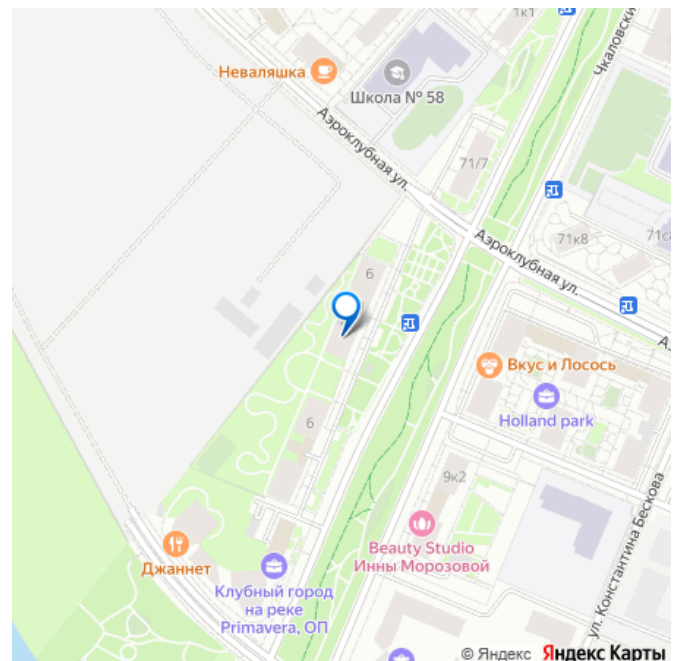 1к1
Чкаловски
Неваляшка
Школа № 58
Аэроклубная ул.
71/7
Аэроклубная ул.
71к8
71с
6
А
Вкус и Лосось
Holland park
6
9к2
ул. Константина Бескова
Beauty Studio
Инны Морозовой
Джаннет
Клубный город
на реке
Primavera, ОП
© Яндекс Яндекс Карты